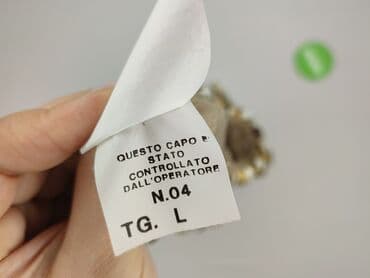 QUESTO CAPO E'
STATO
CONTROLLATO
DALL'OPERATORE
N.04
TG. L